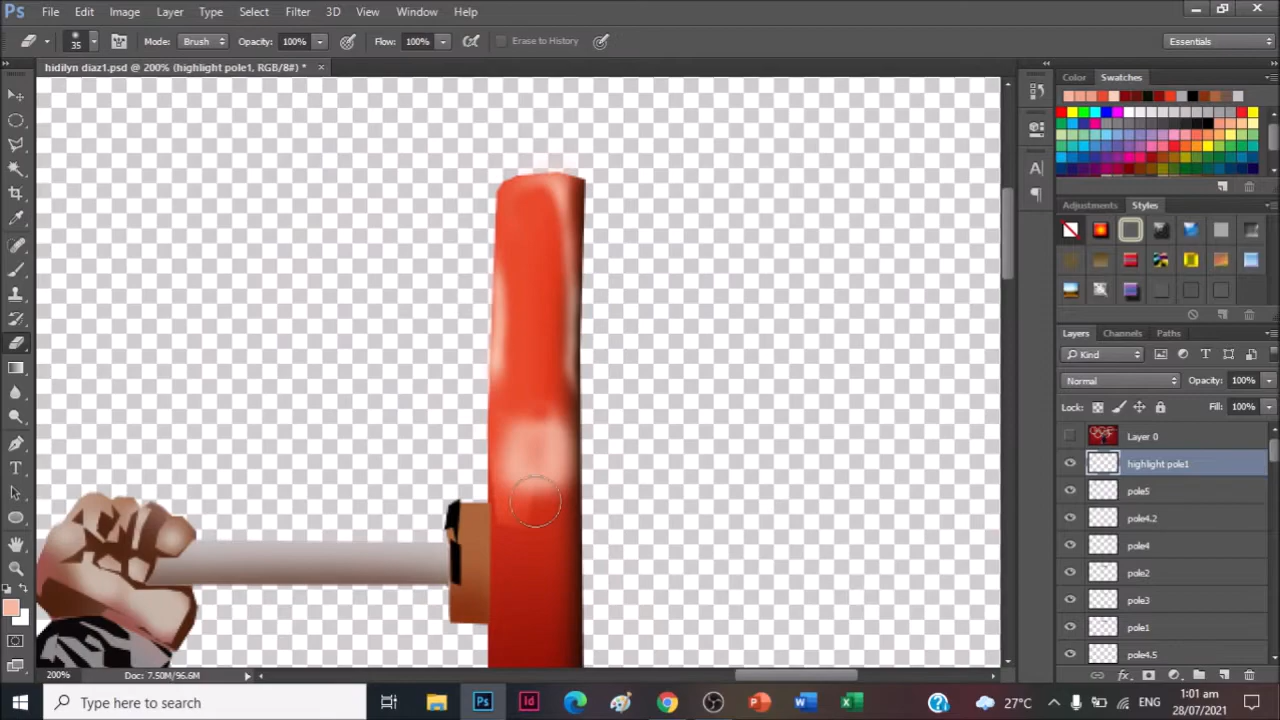 Ps File Edit Image Layer Type Select Filter 3D View Window Help
35 Mode: Brush Opacity: 100% Flow: 100% Erase to History Essentials
hidilyn diaz1.psd @ 200% (highlight pole1, RGB/8#) * ×
Color Swatches
Adjustments Styles
Layers Channels Paths
Kind
Normal Opacity: 100%
Lock: Fill: 100%
Layer 0
highlight pole1
pole5
pole4.2
pole4
pole2
pole3
pole1
pole4.5
200% Doc: 7.50M/96.6M
Type here to search 27°C ENG 1:01 am
28/07/2021